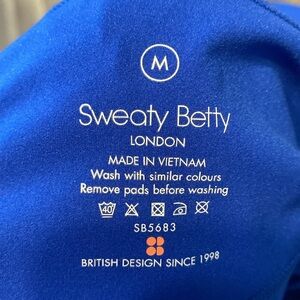 M
Sweaty Betty
LONDON
MADE IN VIETNAM
Wash with similar colours
Remove pads before washing
40
SB5683
BRITISH DESIGN SINCE 1998